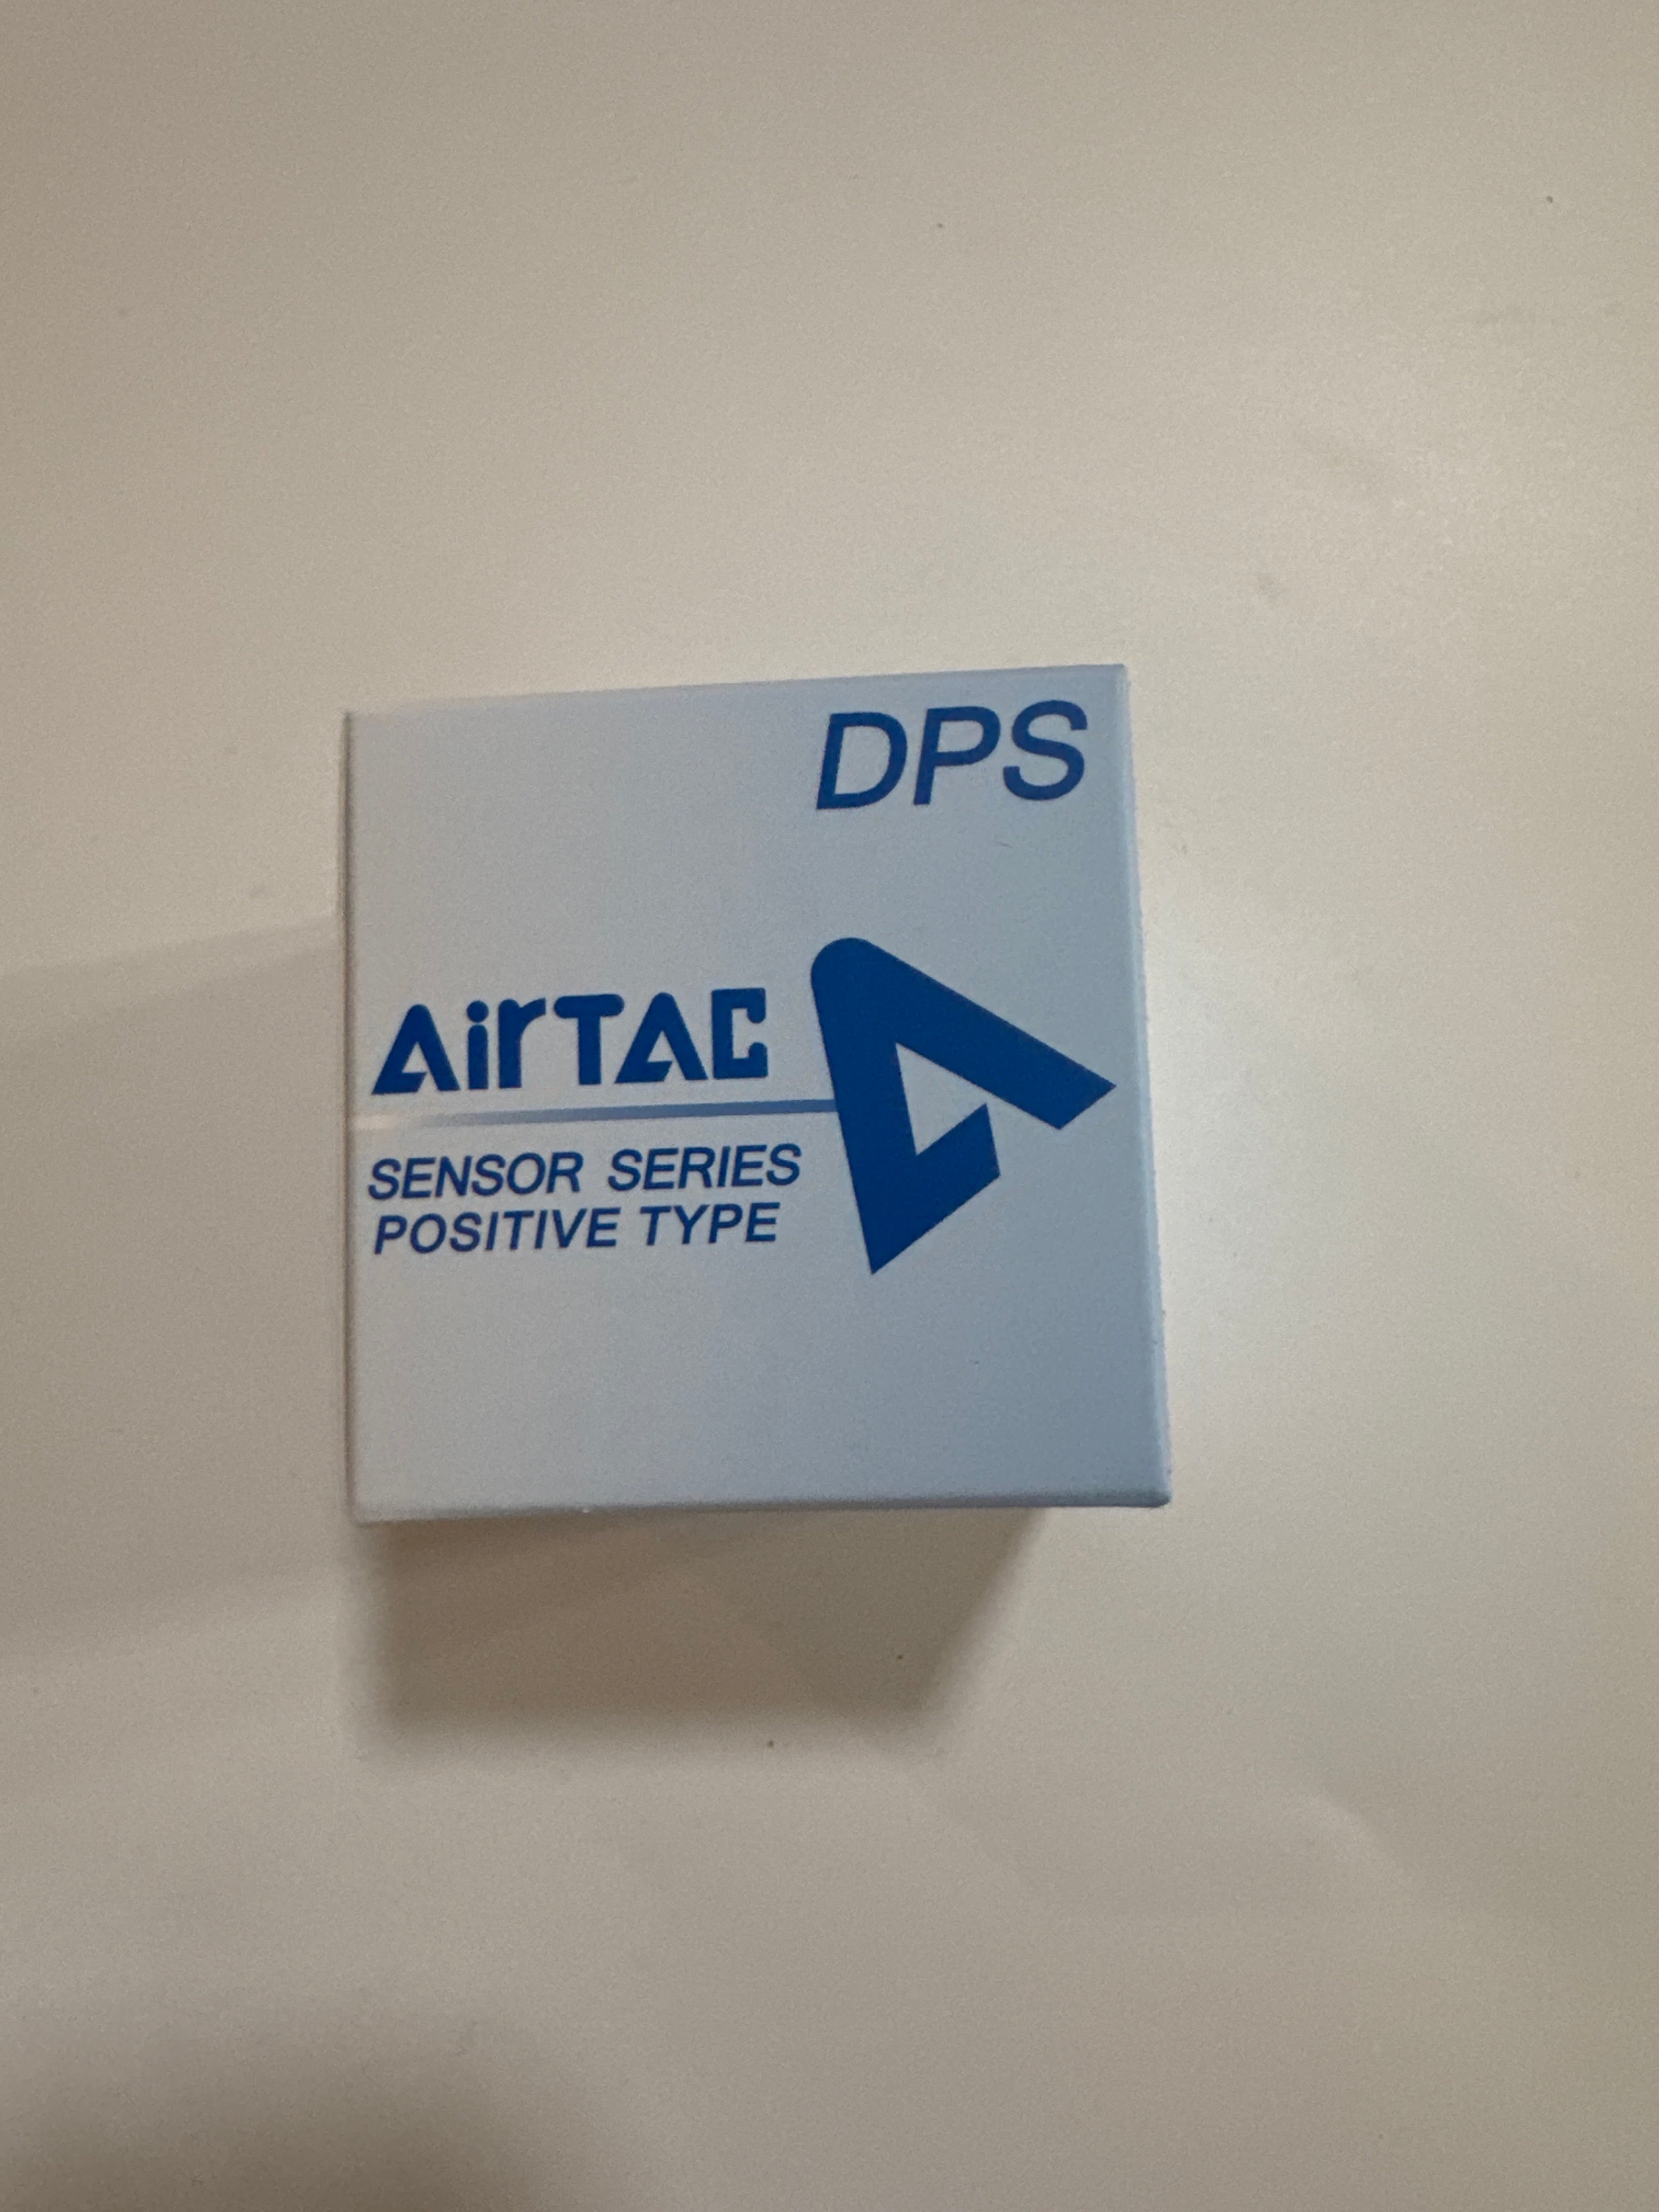 DPS
AirTAC
SENSOR SERIES
POSITIVE TYPE